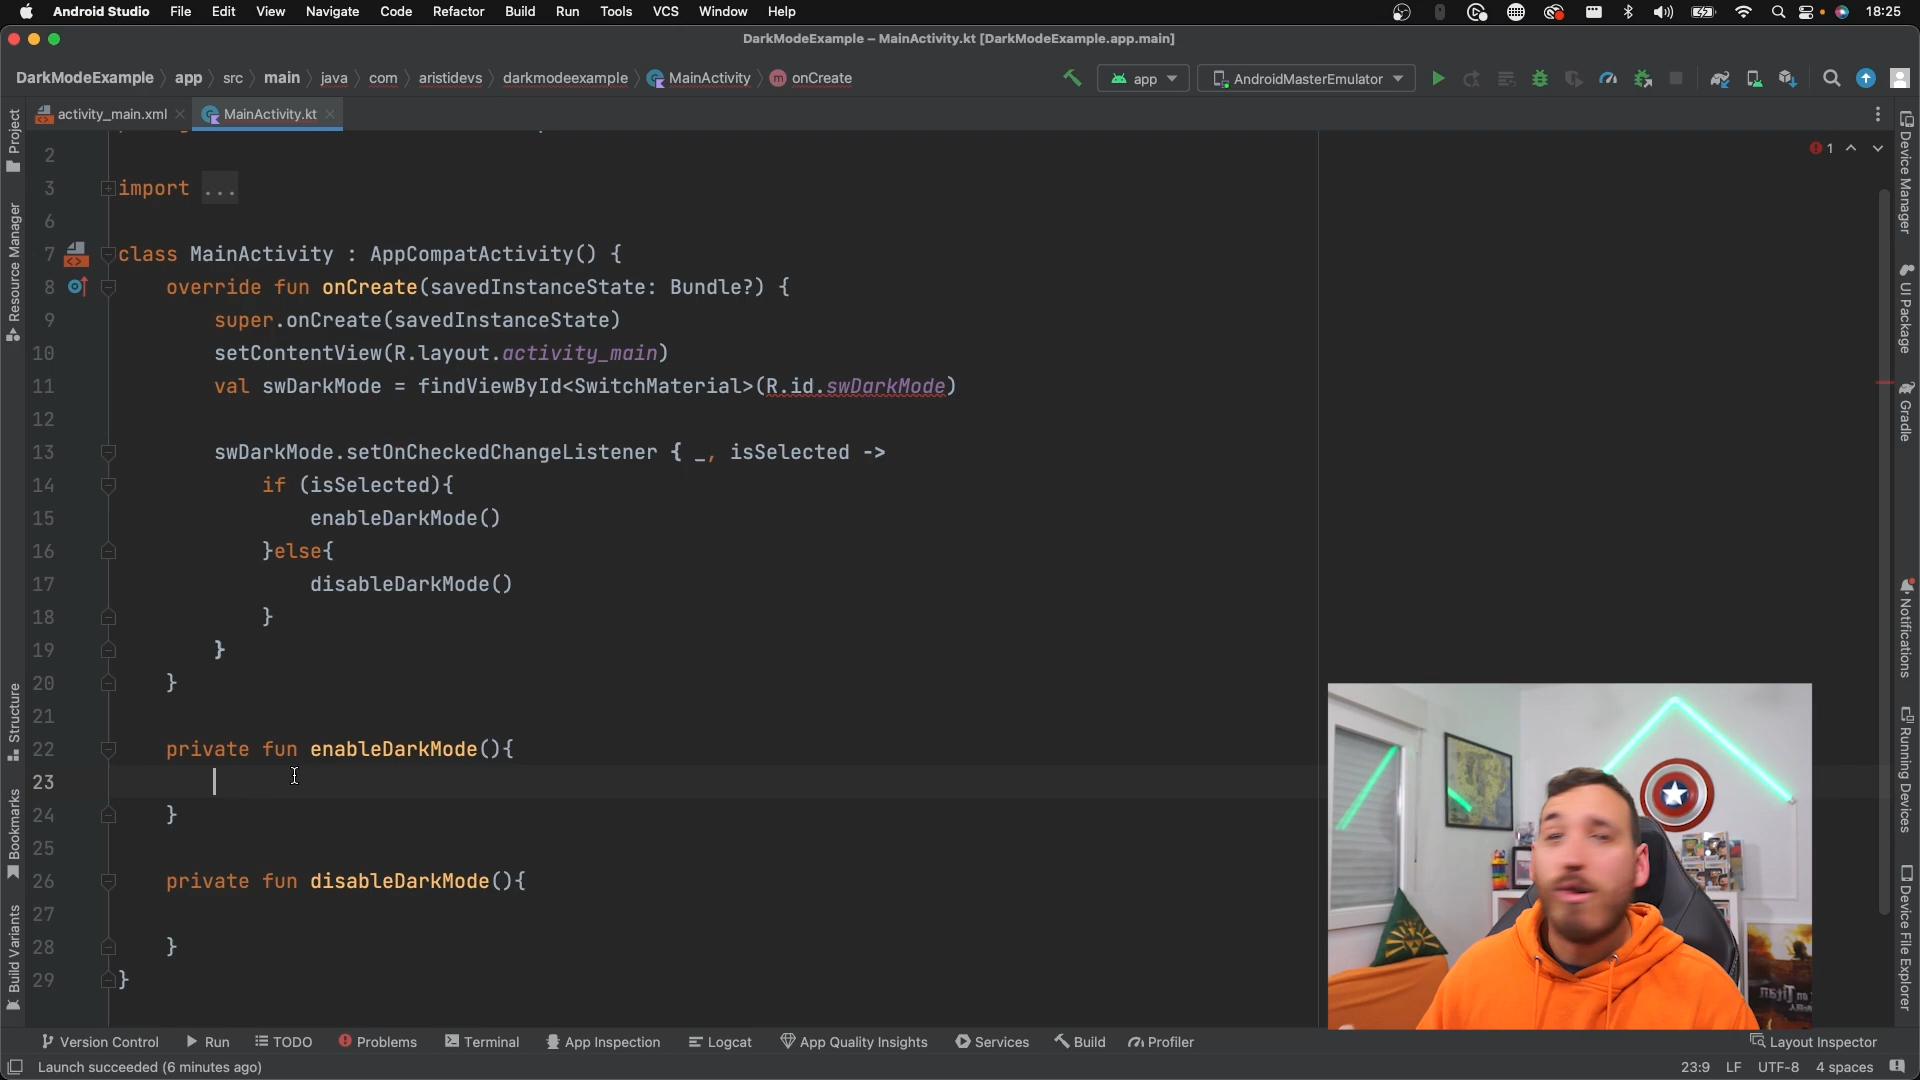 Android Studio File Edit View Navigate Code Refactor Build Run Tools VCS Window Help 18:25
DarkModeExample – MainActivity.kt [DarkModeExample.app.main]
DarkModeExample app src main java com aristidevs darkmodeexample MainActivity onCreate app AndroidMasterEmulator
activity_main.xml MainActivity.kt
1
2
3 import ...
6
7 class MainActivity : AppCompatActivity() {
8 override fun onCreate(savedInstanceState: Bundle?) {
9 super.onCreate(savedInstanceState)
10 setContentView(R.layout.activity_main)
11 val swDarkMode = findViewById<SwitchMaterial>(R.id.swDarkMode)
12
13 swDarkMode.setOnCheckedChangeListener { _, isSelected ->
14 if (isSelected){
15 enableDarkMode()
16 }else{
17 disableDarkMode()
18 }
19 }
20 }
21
22 private fun enableDarkMode(){
23
24 }
25
26 private fun disableDarkMode(){
27
28 }
29 }
Project
Resource Manager
Structure
Bookmarks
Build Variants
Device Manager
UI Package
Gradle
Notifications
Running Devices
Device File Explorer
Version Control Run TODO Problems Terminal App Inspection Logcat App Quality Insights Services Build Profiler Layout Inspector
Launch succeeded (6 minutes ago) 23:9 LF UTF-8 4 spaces